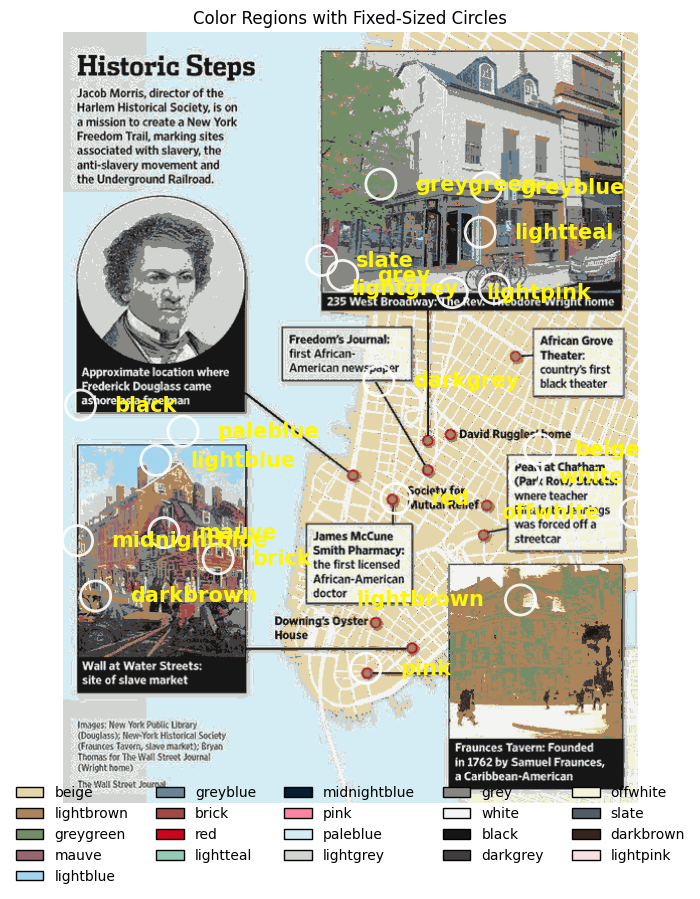 Color Regions with Fixed-Sized Circles
Historic Steps
Jacob Morris, director of the
Harlem Historical Society, is on
a mission to create a New York
Freedom Trail, marking sites
associated with slavery, the
anti-slavery movement and
the Underground Railroad.
greygreen
greyblue
lightteal
slate
grey
lightgrey
lightpink
235 West Broadway: The Rev. Theodore Wright home
Approximate location where
Frederick Douglass came
ashore as a freeman
black
Freedom's Journal:
first African-
American newspaper
African Grove
Theater:
country's first
black theater
darkgrey
paleblue
lightblue
David Ruggles' home
beige
white
Pearl at Chatham
(Park Row) Streets:
where teacher
was forced off a
streetcar
Society for
Mutual Relief
red
offwhite
mauve
midnightblue
brick
darkbrown
James McCune
Smith Pharmacy:
the first licensed
African-American
doctor
lightbrown
Downing's Oyster
House
pink
Wall at Water Streets:
site of slave market
Fraunces Tavern: Founded
in 1762 by Samuel Fraunces,
a Caribbean-American
Images: New York Public Library
(Douglass); New-York Historical Society
(Fraunces Tavern, slave market); Bryan
Thomas for The Wall Street Journal
(Wright home)
The Wall Street Journal
beige
lightbrown
greygreen
mauve
lightblue
greyblue
brick
red
lightteal
midnightblue
pink
paleblue
lightgrey
grey
white
black
darkgrey
offwhite
slate
darkbrown
lightpink